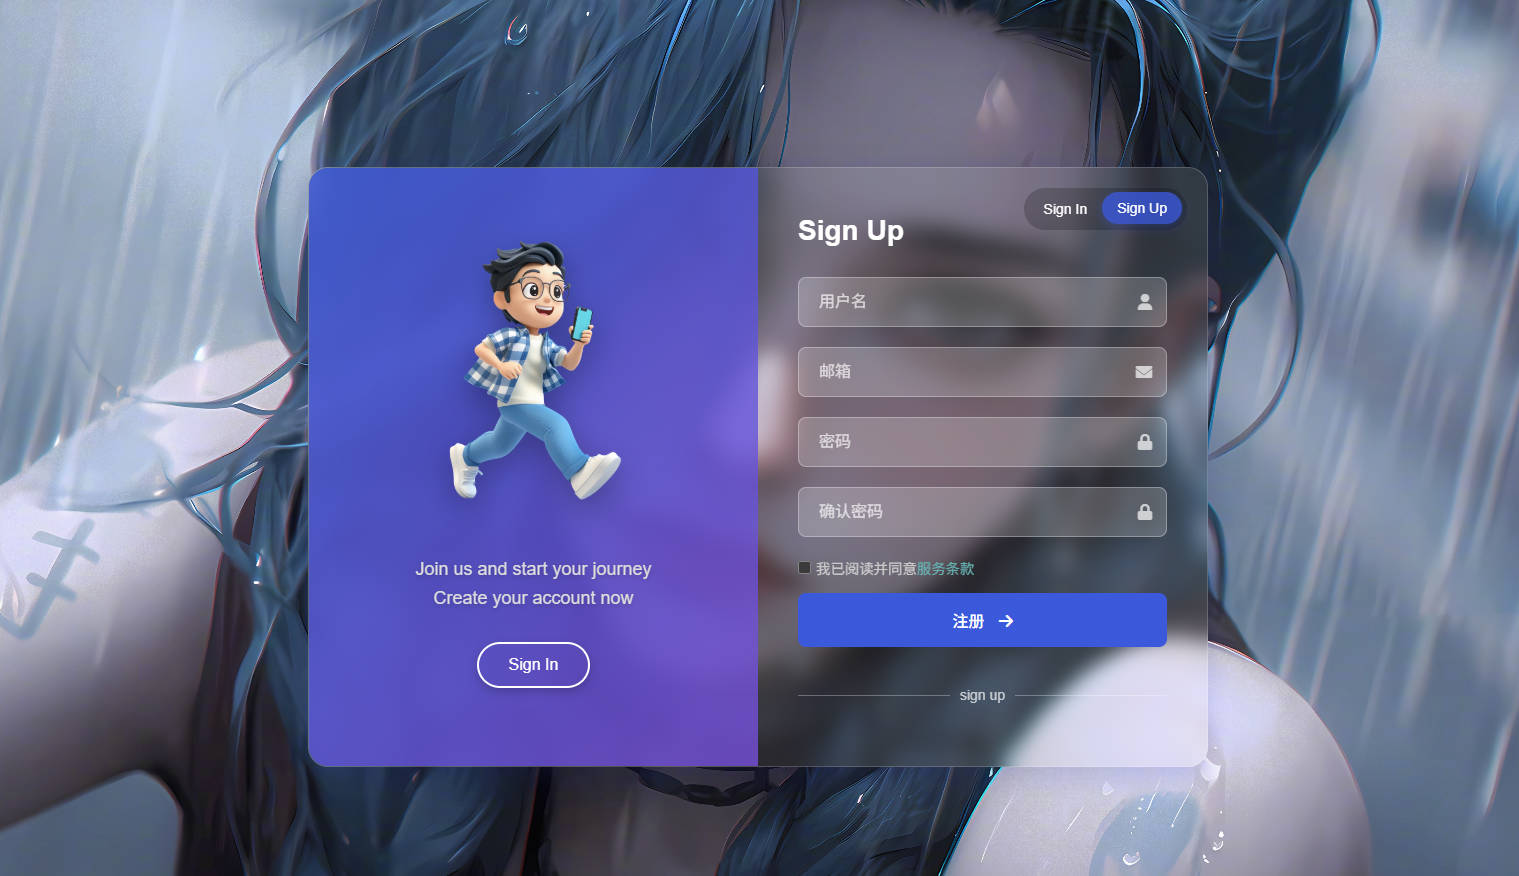 Join us and start your journey
Create your account now
Sign In
Sign In
Sign Up
Sign Up
用户名
邮箱
密码
确认密码
我已阅读并同意服务条款
注册
sign up